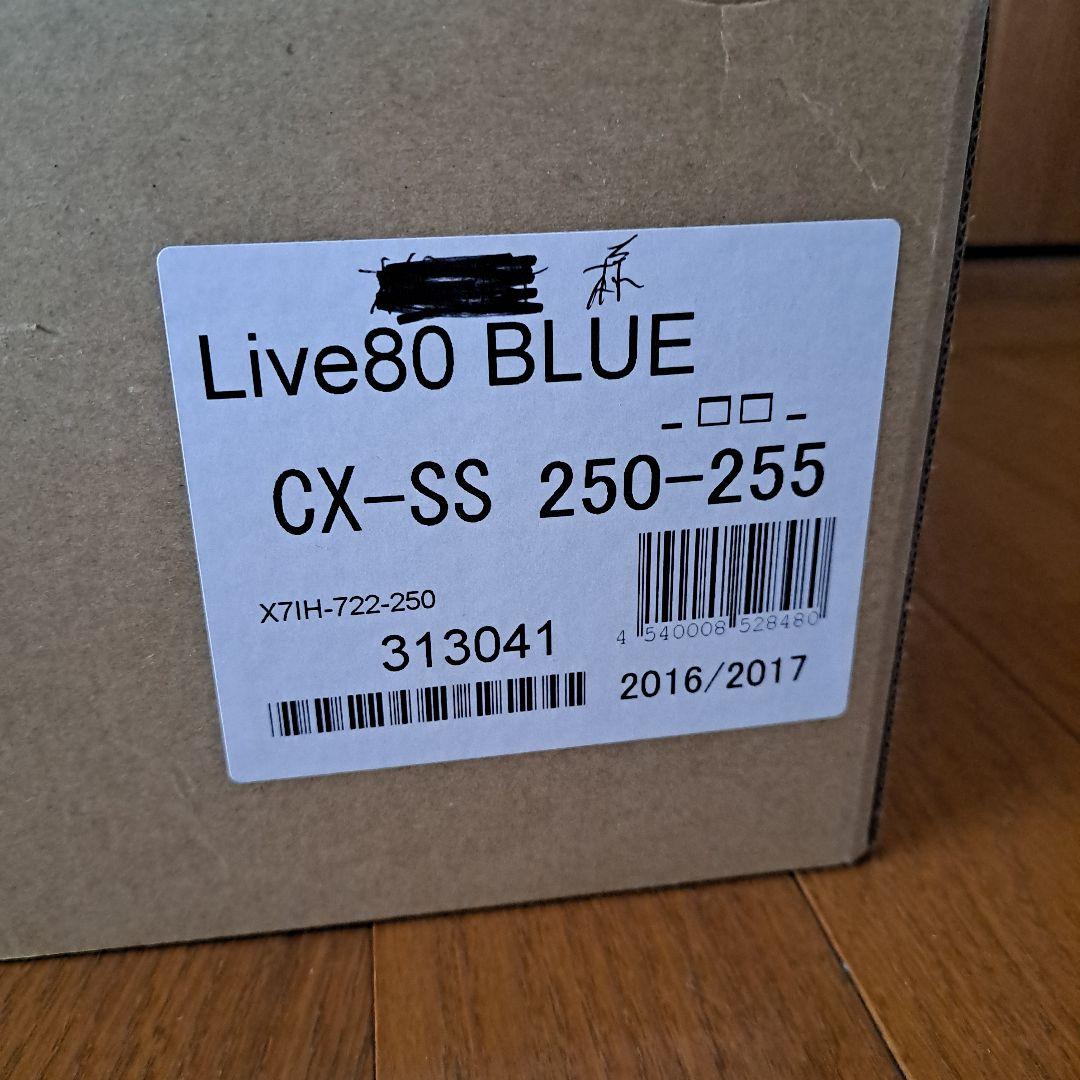 様
Live80 BLUE
-□□-
CX-SS 250-255
X7IH-722-250
313041
4 540008 528480
2016/2017